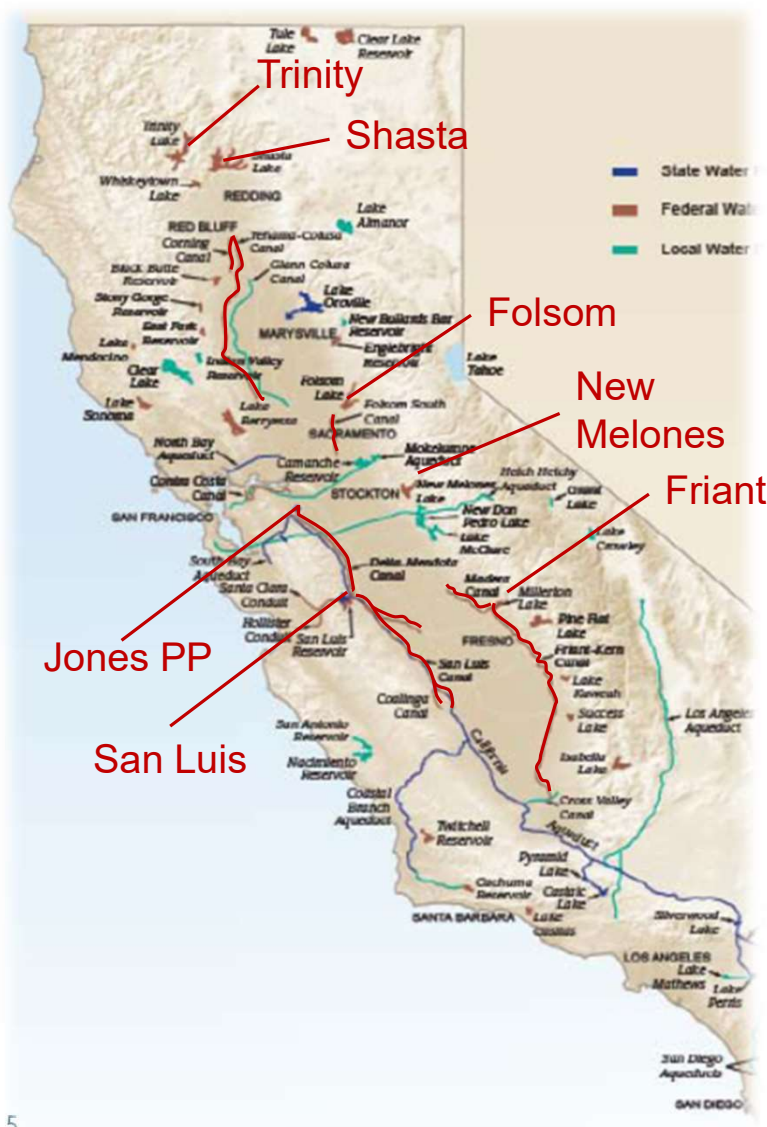 Tule
Lake
Clear Lake
Reservoir
Trinity
Trinity
Lake
Shasta
Shasta
Lake
Whiskeytown
Lake
REDDING
State Water
Federal Wate
Local Water
RED BLUFF
Tehama-Colusa
Canal
Corning
Canal
Lake
Almanor
Glenn Colusa
Canal
Black Butte
Reservoir
Stony Gorge
Reservoir
Lake
Oroville
East Park
Reservoir
New Bullards Bar
Reservoir
MARYSVILLE
Folsom
Lake
Mendocino
Englebright
Reservoir
Clear
Lake
Indian Valley
Reservoir
Lake
Tahoe
Folsom
Lake
New
Melones
Lake
Sonoma
Lake
Berryessa
Folsom South
Canal
SACRAMENTO
North Bay
Aqueduct
Mokelumne
Aqueduct
Camanche
Reservoir
Hetch Hetchy
Aqueduct
Contra Costa
Canal
STOCKTON
New Melones
Lake
Grant
Lake
Friant
SAN FRANCISCO
New Don
Pedro Lake
Lake
McClure
Lake
Crowley
South Bay
Aqueduct
Delta-Mendota
Canal
Madera
Canal
Santa Clara
Conduit
Millerton
Lake
Hollister
Conduit
San Luis
Reservoir
Pine Flat
Lake
FRESNO
Friant-Kern
Canal
Jones PP
San Luis
Canal
Lake
Kaweah
Coalinga
Canal
Success
Lake
Los Angeles
Aqueduct
San Luis
San Antonio
Reservoir
California
Nacimiento
Reservoir
Isabella
Lake
Coastal
Branch
Aqueduct
Cross Valley
Canal
Aqueduct
Twitchell
Reservoir
Pyramid
Lake
Cachuma
Reservoir
Castaic
Lake
SANTA BARBARA
Lake
Casitas
Silverwood
Lake
LOS ANGELES
Lake
Mathews
Lake
Perris
San Diego
Aqueducts
SAN DIEGO
5